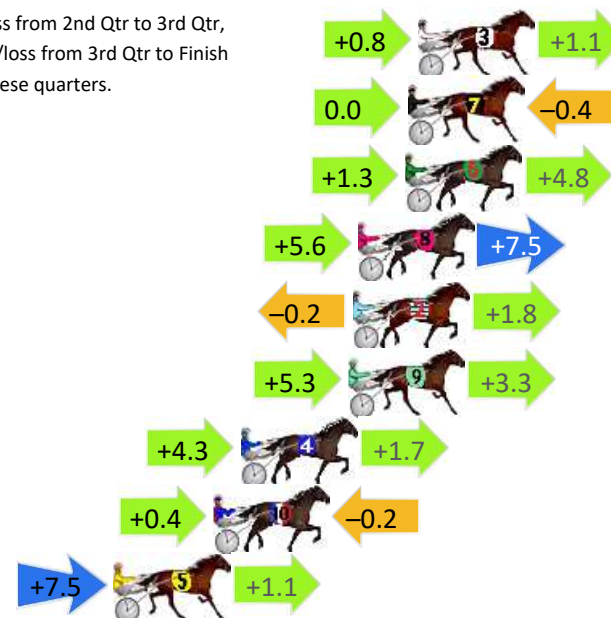 ss from 2nd Qtr to 3rd Qtr,
/loss from 3rd Qtr to Finish
ese quarters.
+0.8 3 +1.1
0.0 7 –0.4
+1.3 6 +4.8
+5.6 8 +7.5
–0.2 2 +1.8
+5.3 9 +3.3
+4.3 4 +1.7
+0.4 10 –0.2
+7.5 5 +1.1